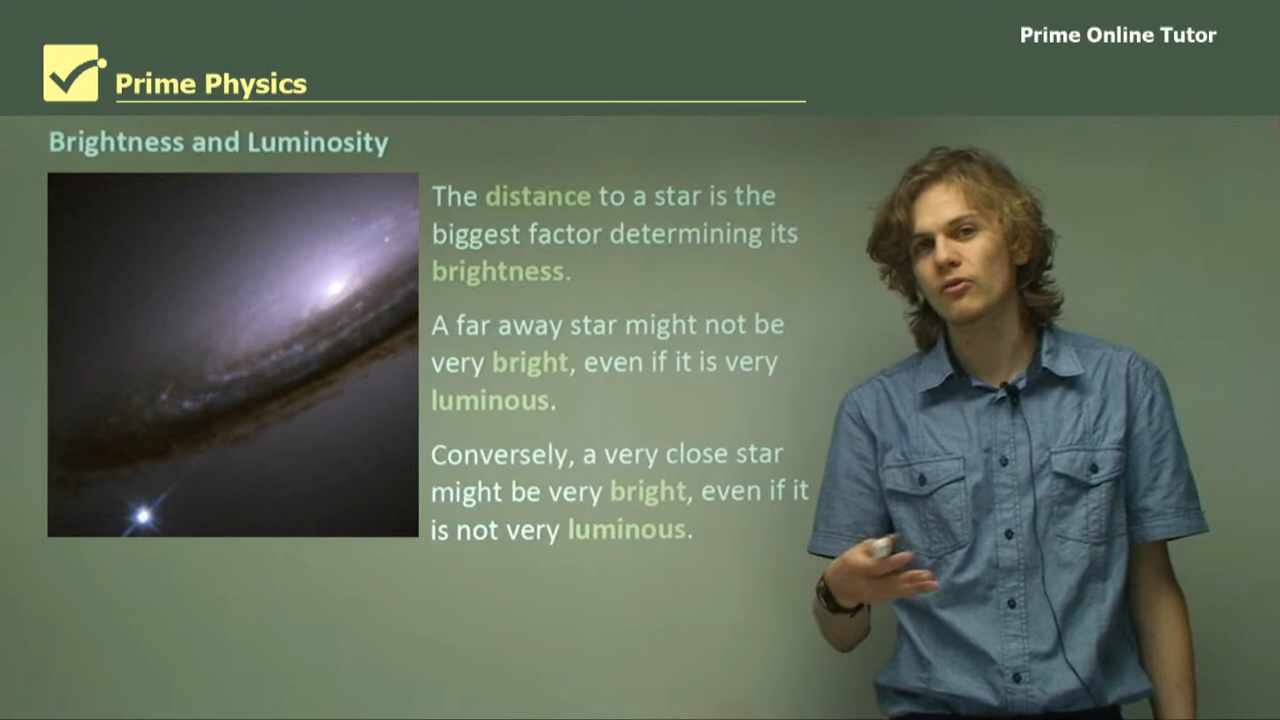 Prime Online Tutor
Prime Physics
Brightness and Luminosity
The distance to a star is the
biggest factor determining its
brightness.
A far away star might not be
very bright, even if it is very
luminous.
Conversely, a very close star
might be very bright, even if it
is not very luminous.